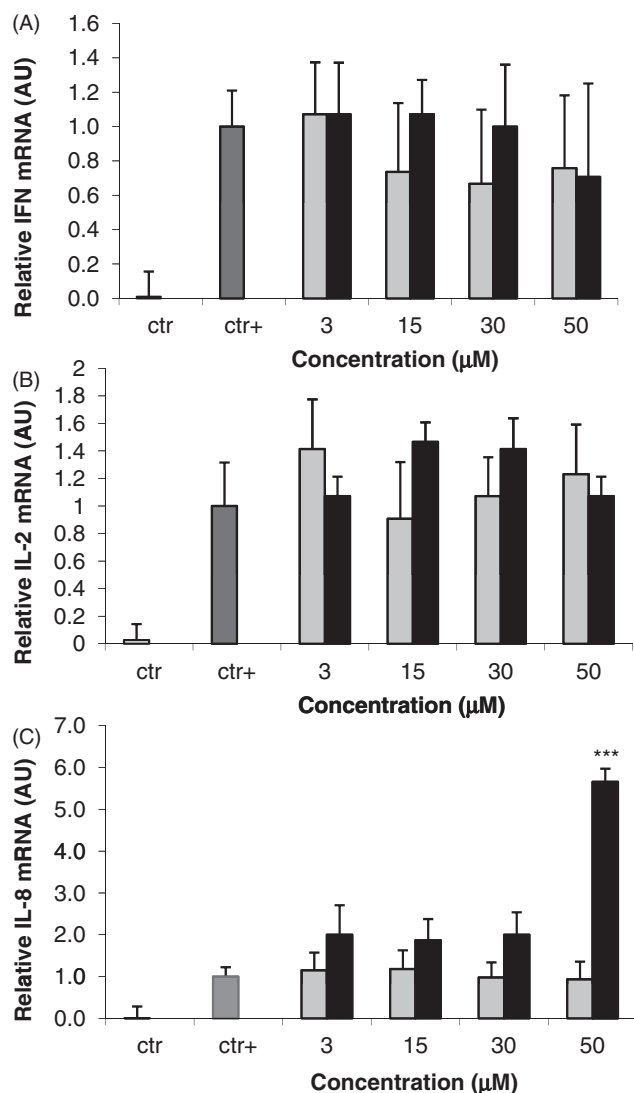 (A)
Relative IFN mRNA (AU)
1.6
1.4
1.2
1.0
0.8
0.6
0.4
0.2
0.0
ctr ctr+ 3 15 30 50
Concentration (μM)
(B)
Relative IL-2 mRNA (AU)
2
1.8
1.6
1.4
1.2
1
0.8
0.6
0.4
0.2
0
ctr ctr+ 3 15 30 50
Concentration (μM)
(C)
Relative IL-8 mRNA (AU)
7.0
6.0
5.0
4.0
3.0
2.0
1.0
0.0
***
ctr ctr+ 3 15 30 50
Concentration (μM)